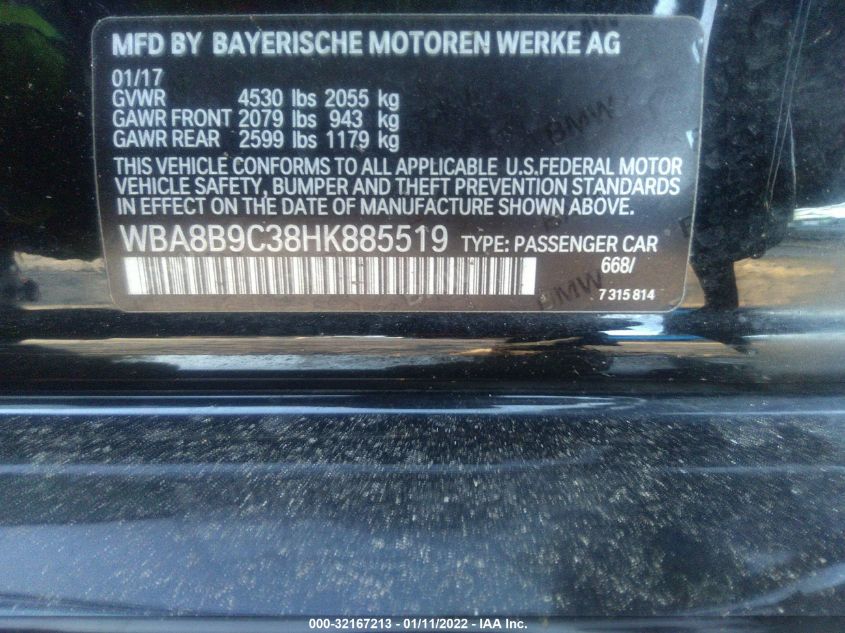 MFD BY BAYERISCHE MOTOREN WERKE AG
01/17
GVWR 4530 lbs 2055 kg
GAWR FRONT 2079 lbs 943 kg
GAWR REAR 2599 lbs 1179 kg
THIS VEHICLE CONFORMS TO ALL APPLICABLE U.S.FEDERAL MOTOR
VEHICLE SAFETY, BUMPER AND THEFT PREVENTION STANDARDS
IN EFFECT ON THE DATE OF MANUFACTURE SHOWN ABOVE.
WBA8B9C38HK885519 TYPE: PASSENGER CAR
668/
7 315 814
BMW
BMW
000-32167213 - 01/11/2022 - IAA Inc.